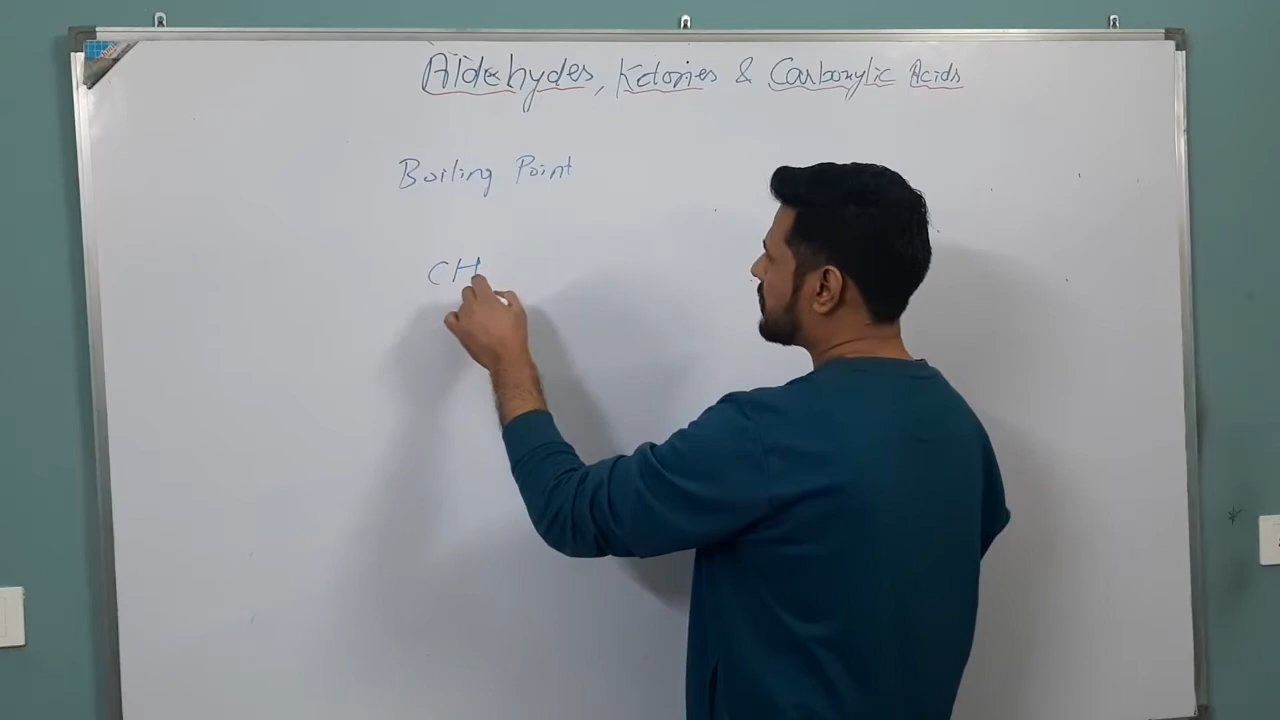 Aldehydes, Ketones & Carboxylic Acids
Boiling Point
CH